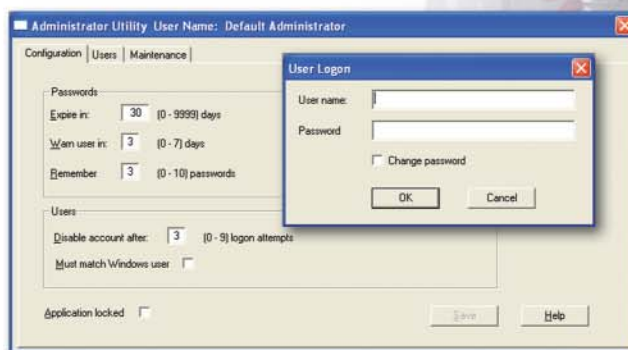 Administrator Utility User Name: Default Administrator
Configuration
Users
Maintenance
Passwords
Expire in: 30 (0 - 9999) days
Warn user in: 3 (0 - 7) days
Remember 3 (0 - 10) passwords
Users
Disable account after: 3 (0 - 9) logon attempts
Must match Windows user
Application locked
Save
Help
User Logon
User name:
Password
Change password
OK
Cancel